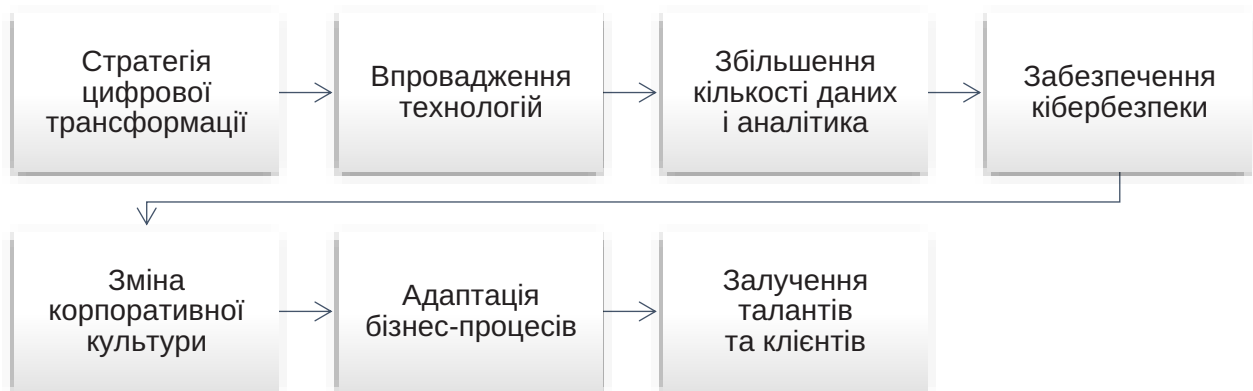 Стратегія
цифрової
трансформації
Впровадження
технологій
Збільшення
кількості даних
і аналітика
Забезпечення
кібербезпеки
Зміна
корпоративної
культури
Адаптація
бізнес-процесів
Залучення
талантів
та клієнтів